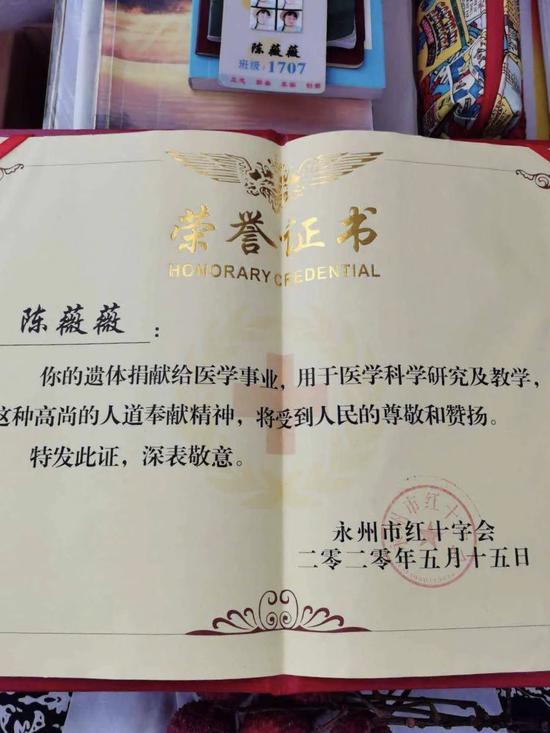 陈薇薇
班级:1707
荣誉证书
HONORARY CREDENTIAL
陈薇薇:
你的遗体捐献给医学事业,用于医学科学研究及教学,
这种高尚的人道奉献精神,将受到人民的尊敬和赞扬。
特发此证,深表敬意。
永州市红十字会
二零二零年五月十五日